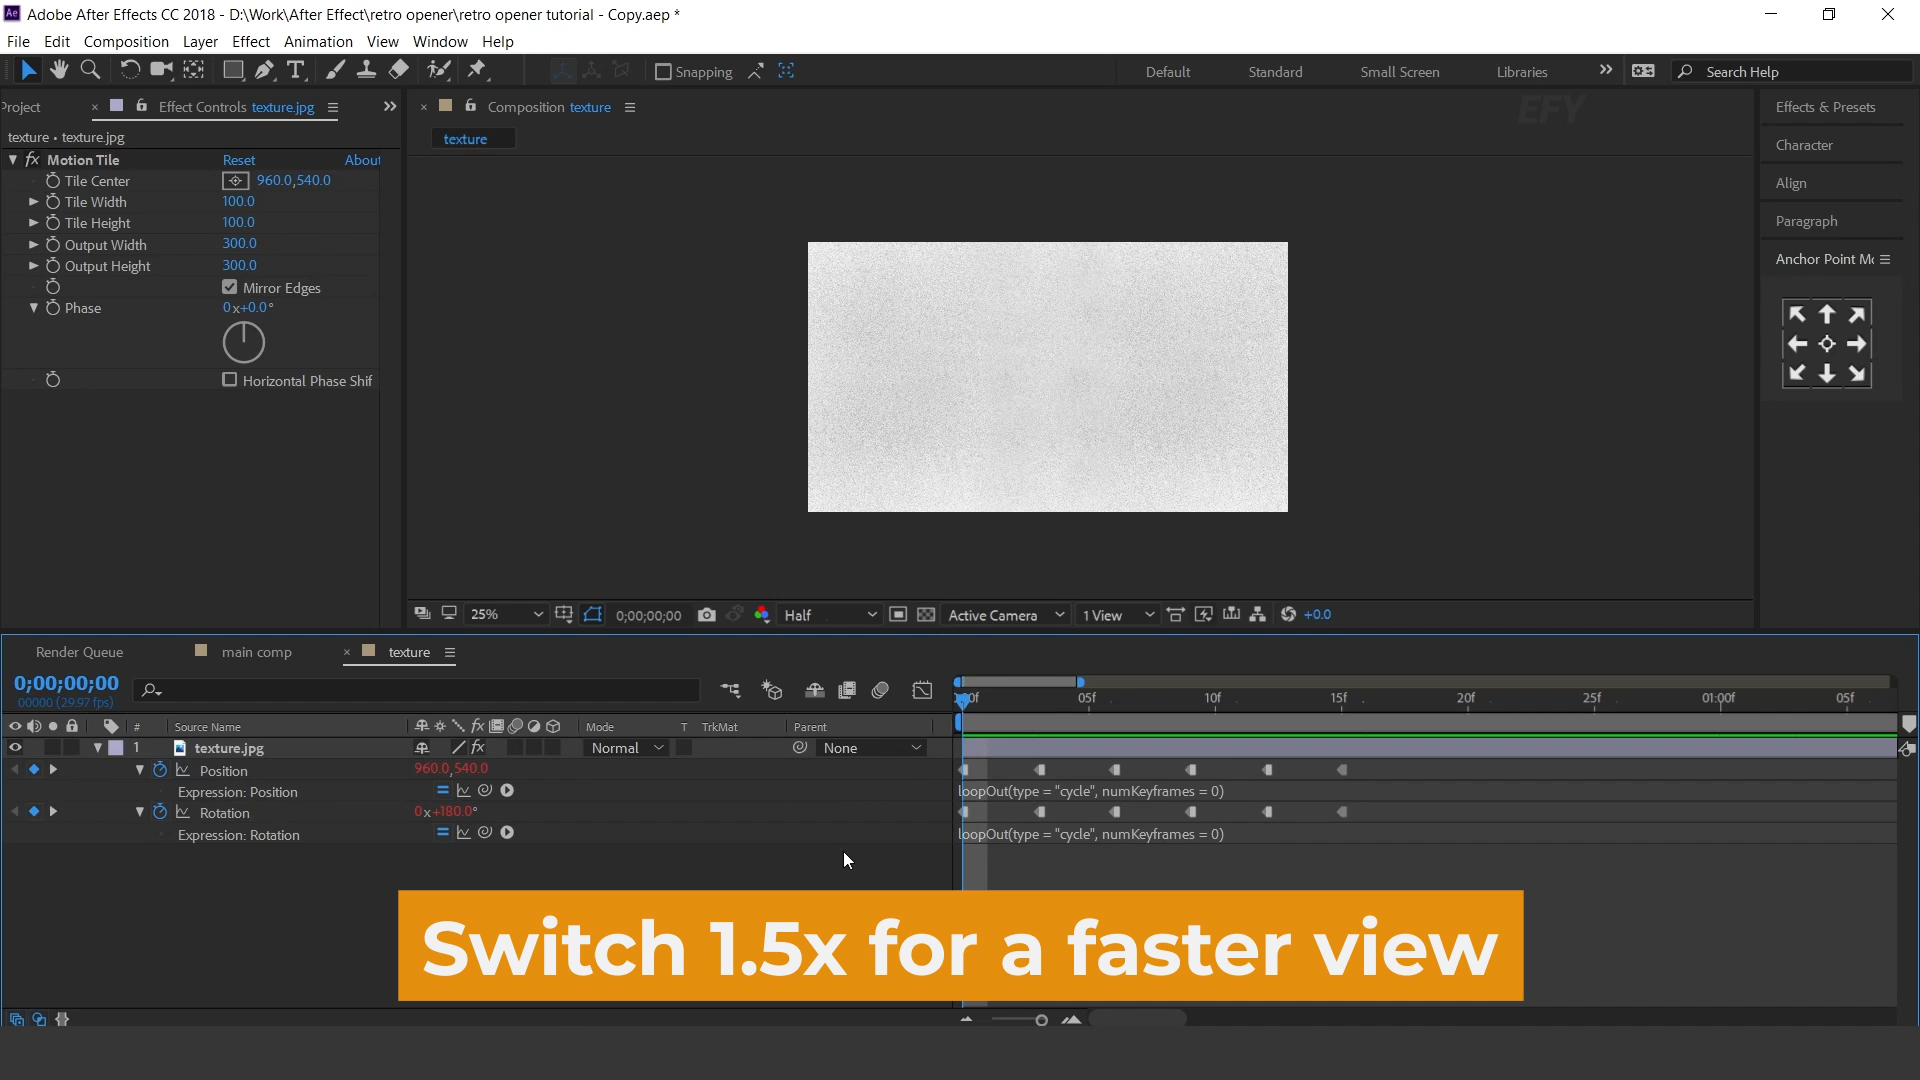 Adobe After Effects CC 2018 - D:\Work\After Effect\retro opener\retro opener tutorial - Copy.aep *
File Edit Composition Layer Effect Animation View Window Help
Snapping
Default Standard Small Screen Libraries Search Help
Project Effect Controls texture.jpg
Composition texture
EFY
Effects & Presets
texture • texture.jpg
texture
Character
fx Motion Tile Reset About
Tile Center 960.0,540.0
Align
Tile Width 100.0
Tile Height 100.0
Paragraph
Output Width 300.0
Anchor Point Mo
Output Height 300.0
Mirror Edges
Phase 0x+0.0°
Horizontal Phase Shif
25% 0;00;00;00 Half Active Camera 1 View +0.0
Render Queue main comp texture
0;00;00;00
00000 (29.97 fps)
05f 10f 15f 20f 25f 01:00f 05f
# Source Name fx Mode T TrkMat Parent
1 texture.jpg fx Normal None
Position 960.0,540.0
Expression: Position loopOut(type = "cycle", numKeyframes = 0)
Rotation 0x+180.0°
Expression: Rotation loopOut(type = "cycle", numKeyframes = 0)
Switch 1.5x for a faster view